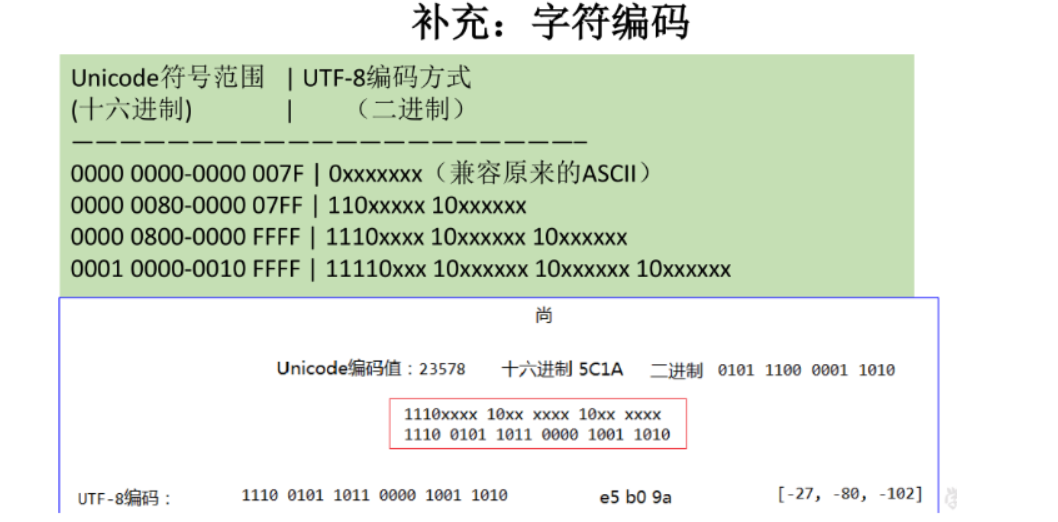 补充：字符编码
Unicode符号范围 | UTF-8编码方式
(十六进制) | （二进制）
————————————————————–
0000 0000-0000 007F | 0xxxxxxx（兼容原来的ASCII）
0000 0080-0000 07FF | 110xxxxx 10xxxxxx
0000 0800-0000 FFFF | 1110xxxx 10xxxxxx 10xxxxxx
0001 0000-0010 FFFF | 11110xxx 10xxxxxx 10xxxxxx 10xxxxxx
尚
Unicode编码值：23578 十六进制 5C1A 二进制 0101 1100 0001 1010
1110xxxx 10xx xxxx 10xx xxxx
1110 0101 1011 0000 1001 1010
UTF-8编码： 1110 0101 1011 0000 1001 1010 e5 b0 9a [-27, -80, -102]